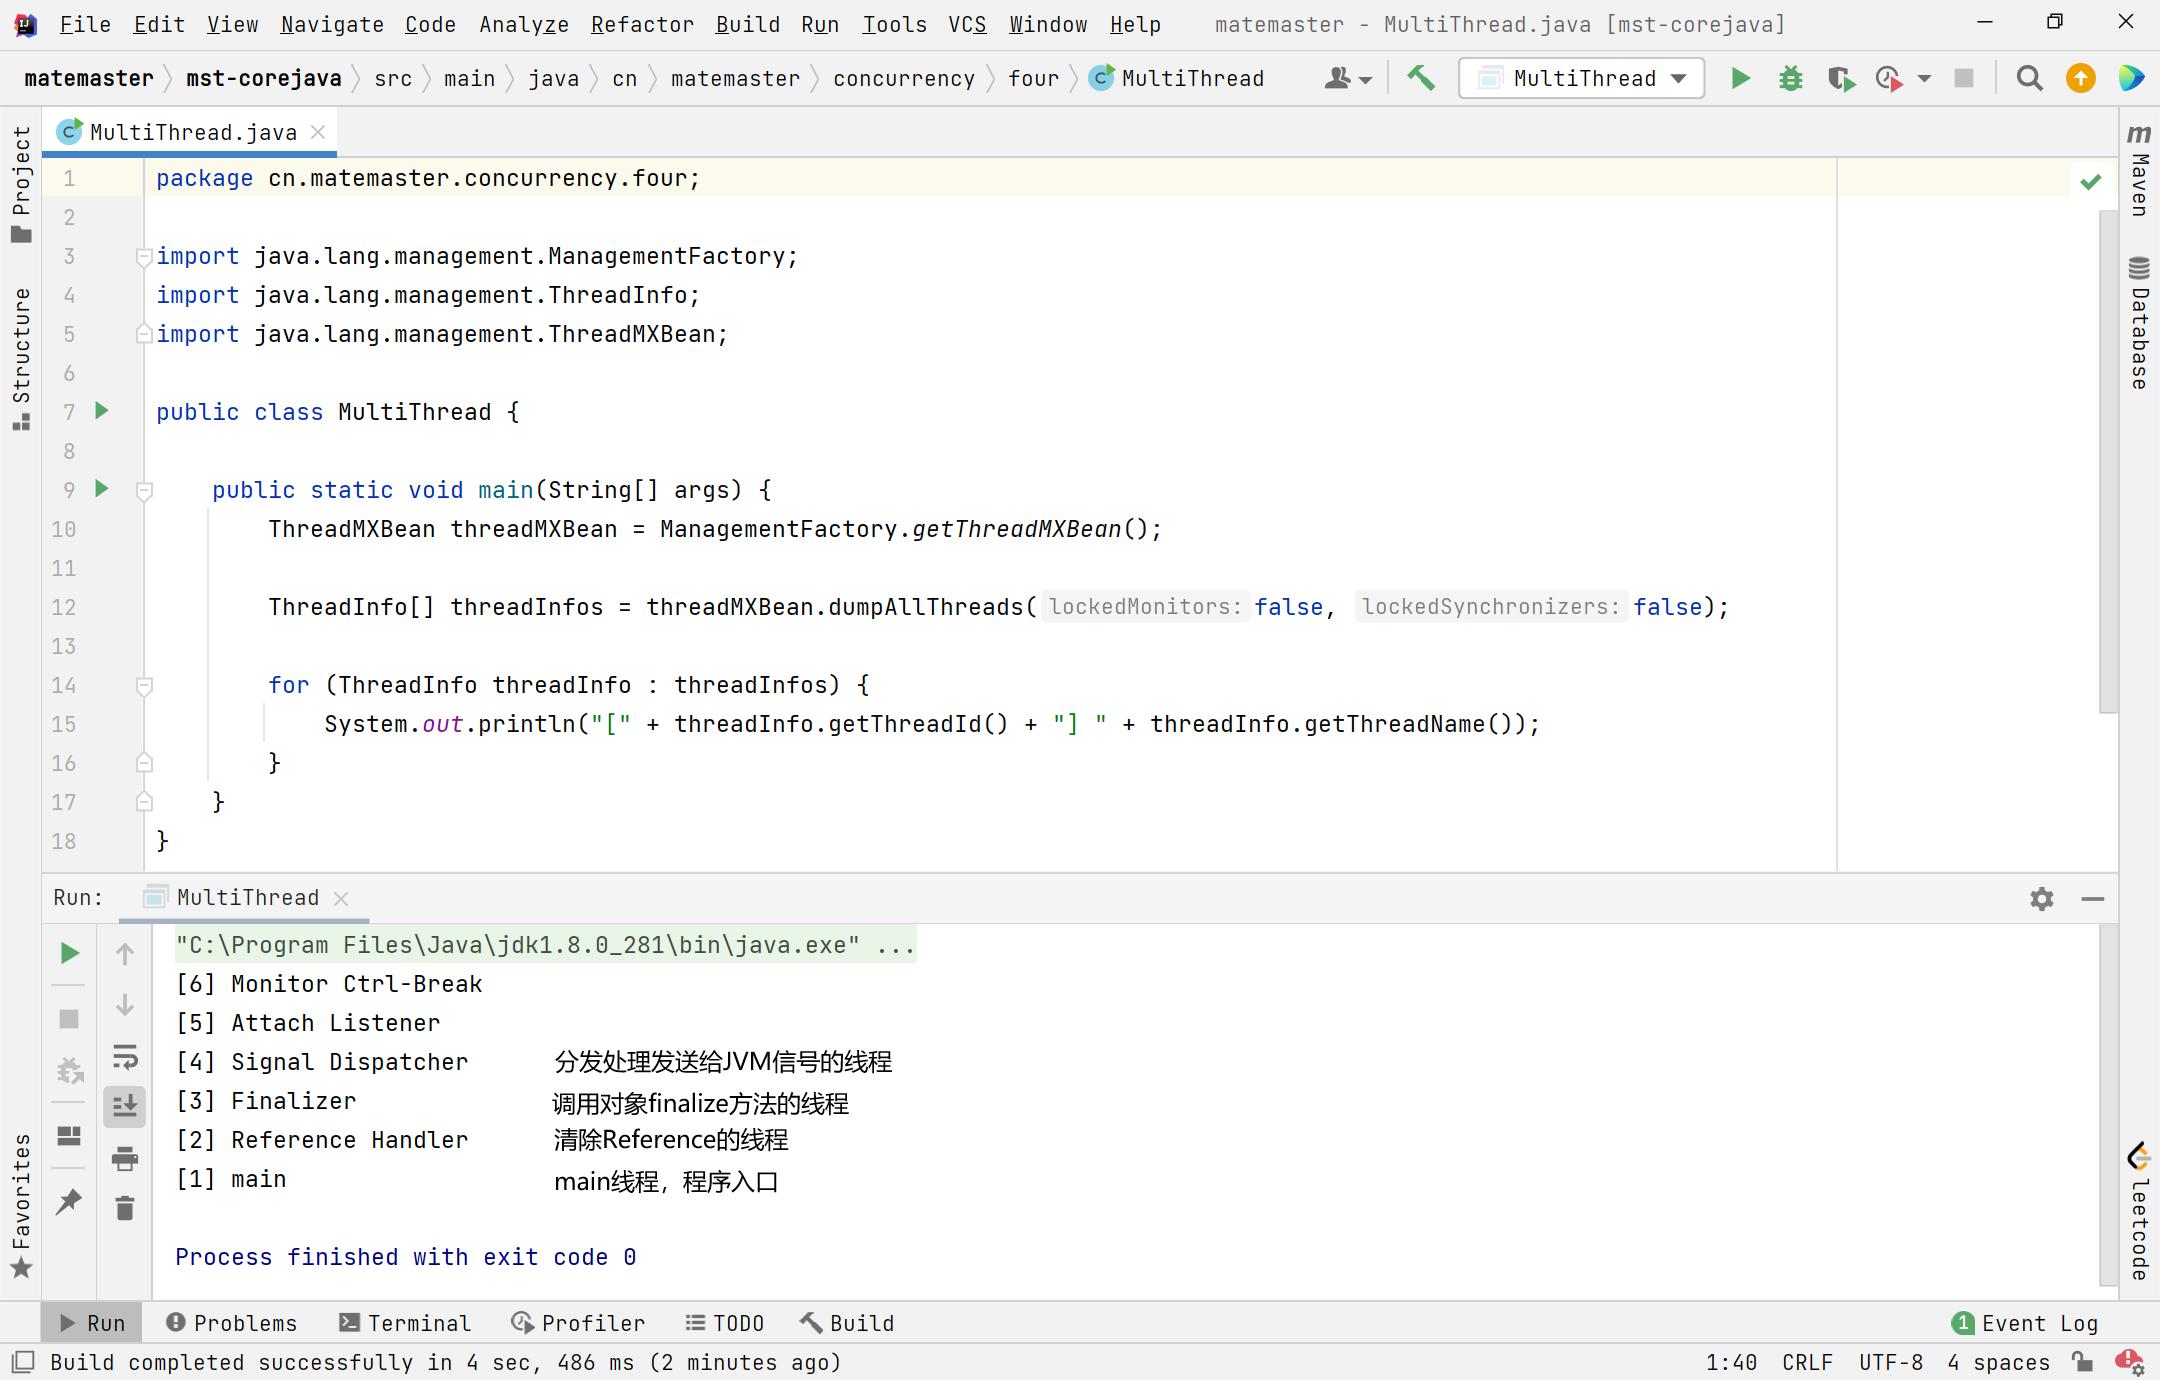 File Edit View Navigate Code Analyze Refactor Build Run Tools VCS Window Help matemaster - MultiThread.java [mst-corejava]
matemaster mst-corejava src main java cn matemaster concurrency four MultiThread MultiThread
MultiThread.java
Project
Structure
Favorites
Maven
Database
leetcode
1 package cn.matemaster.concurrency.four;
2
3 import java.lang.management.ManagementFactory;
4 import java.lang.management.ThreadInfo;
5 import java.lang.management.ThreadMXBean;
6
7 public class MultiThread {
8
9 public static void main(String[] args) {
10 ThreadMXBean threadMXBean = ManagementFactory.getThreadMXBean();
11
12 ThreadInfo[] threadInfos = threadMXBean.dumpAllThreads( lockedMonitors: false, lockedSynchronizers: false);
13
14 for (ThreadInfo threadInfo : threadInfos) {
15 System.out.println("[" + threadInfo.getThreadId() + "] " + threadInfo.getThreadName());
16 }
17 }
18 }
Run: MultiThread
"C:\Program Files\Java\jdk1.8.0_281\bin\java.exe" ...
[6] Monitor Ctrl-Break
[5] Attach Listener
[4] Signal Dispatcher 分发处理发送给JVM信号的线程
[3] Finalizer 调用对象finalize方法的线程
[2] Reference Handler 清除Reference的线程
[1] main main线程，程序入口
Process finished with exit code 0
Run Problems Terminal Profiler TODO Build 1 Event Log
Build completed successfully in 4 sec, 486 ms (2 minutes ago) 1:40 CRLF UTF-8 4 spaces